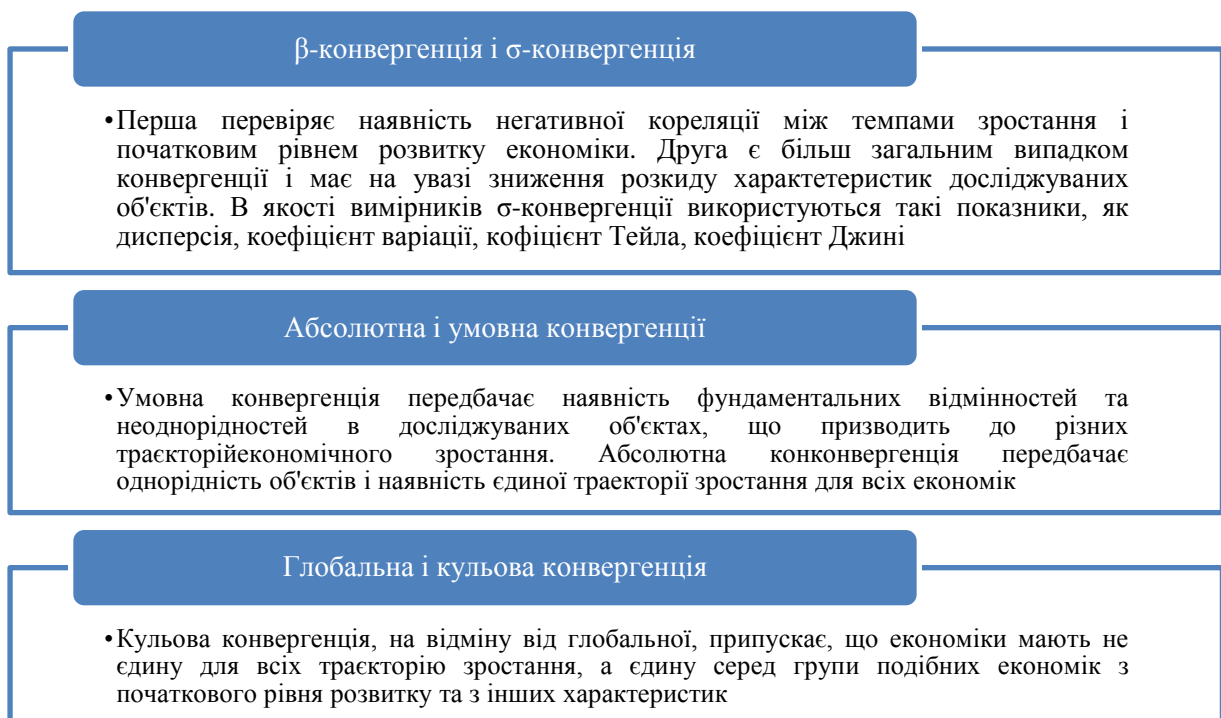 β-конвергенція і σ-конвергенція
•Перша перевіряє наявність негативної кореляції між темпами зростання і
початковим рівнем розвитку економіки. Друга є більш загальним випадком
конвергенції і має на увазі зниження розкиду характетеристик досліджуваних
об'єктів. В якості вимірників σ-конвергенції використуються такі показники, як
дисперсія, коефіцієнт варіації, кофіцієнт Тейла, коефіцієнт Джині
Абсолютна і умовна конвергенції
•Умовна конвергенція передбачає наявність фундаментальних відмінностей та
неоднорідностей в досліджуваних об'єктах, що призводить до різних
траєкторійекономічного зростання. Абсолютна конконвергенція передбачає
однорідність об'єктів і наявність єдиної траекторії зростання для всіх економік
Глобальна і кульова конвергенція
•Кульова конвергенція, на відміну від глобальної, припускає, що економіки мають не
єдину для всіх траєкторію зростання, а єдину серед групи подібних економік з
початкового рівня розвитку та з інших характеристик